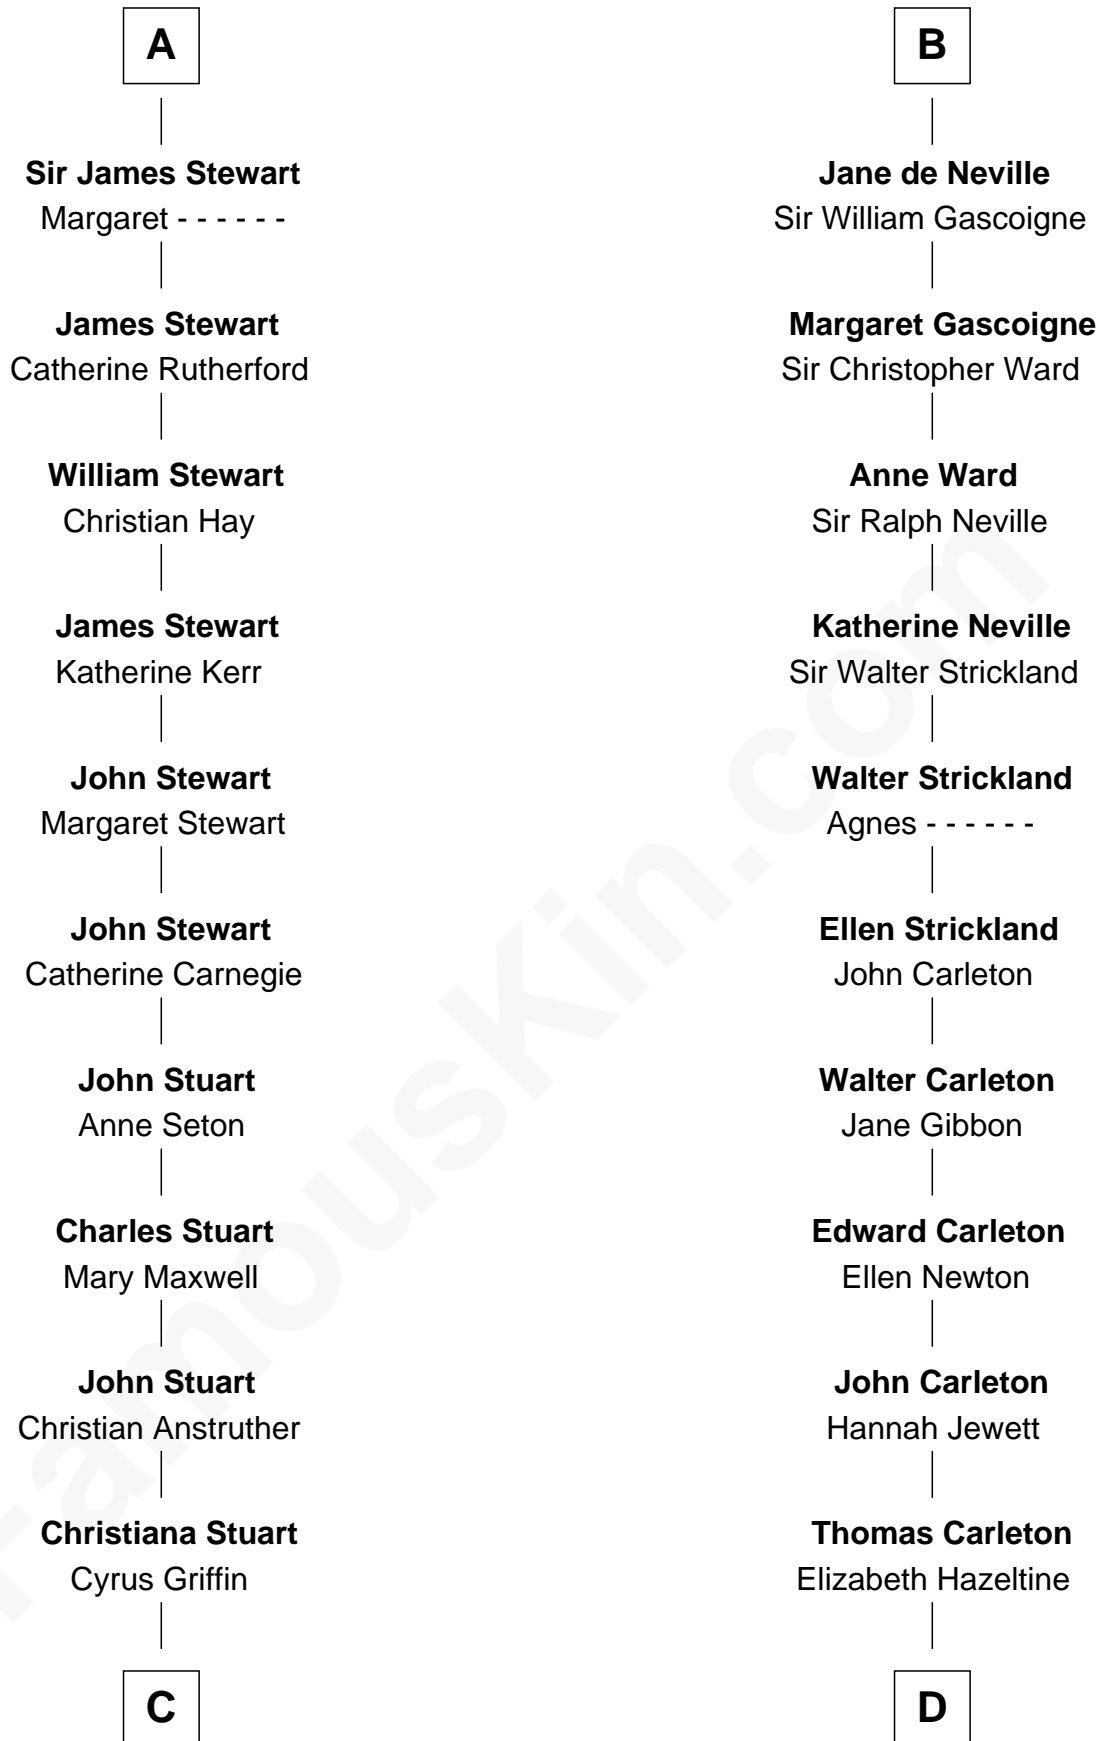 A
Sir James Stewart
Margaret - - - - - -
James Stewart
Catherine Rutherford
William Stewart
Christian Hay
James Stewart
Katherine Kerr
John Stewart
Margaret Stewart
John Stewart
Catherine Carnegie
John Stuart
Anne Seton
Charles Stuart
Mary Maxwell
John Stuart
Christian Anstruther
Christiana Stuart
Cyrus Griffin
C
B
Jane de Neville
Sir William Gascoigne
Margaret Gascoigne
Sir Christopher Ward
Anne Ward
Sir Ralph Neville
Katherine Neville
Sir Walter Strickland
Walter Strickland
Agnes - - - - - -
Ellen Strickland
John Carleton
Walter Carleton
Jane Gibbon
Edward Carleton
Ellen Newton
John Carleton
Hannah Jewett
Thomas Carleton
Elizabeth Hazeltine
D
FamousKin.com